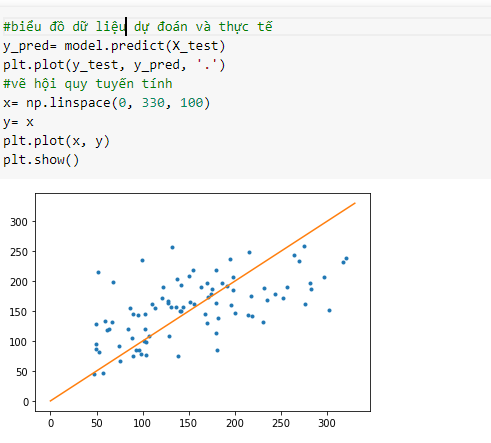 #biểu đồ dữ liệu dự đoán và thực tế
y_pred= model.predict(X_test)
plt.plot(y_test, y_pred, '.')
#vẽ hồi quy tuyến tính
x= np.linspace(0, 330, 100)
y= x
plt.plot(x, y)
plt.show()
300
250
200
150
100
50
0
0 50 100 150 200 250 300